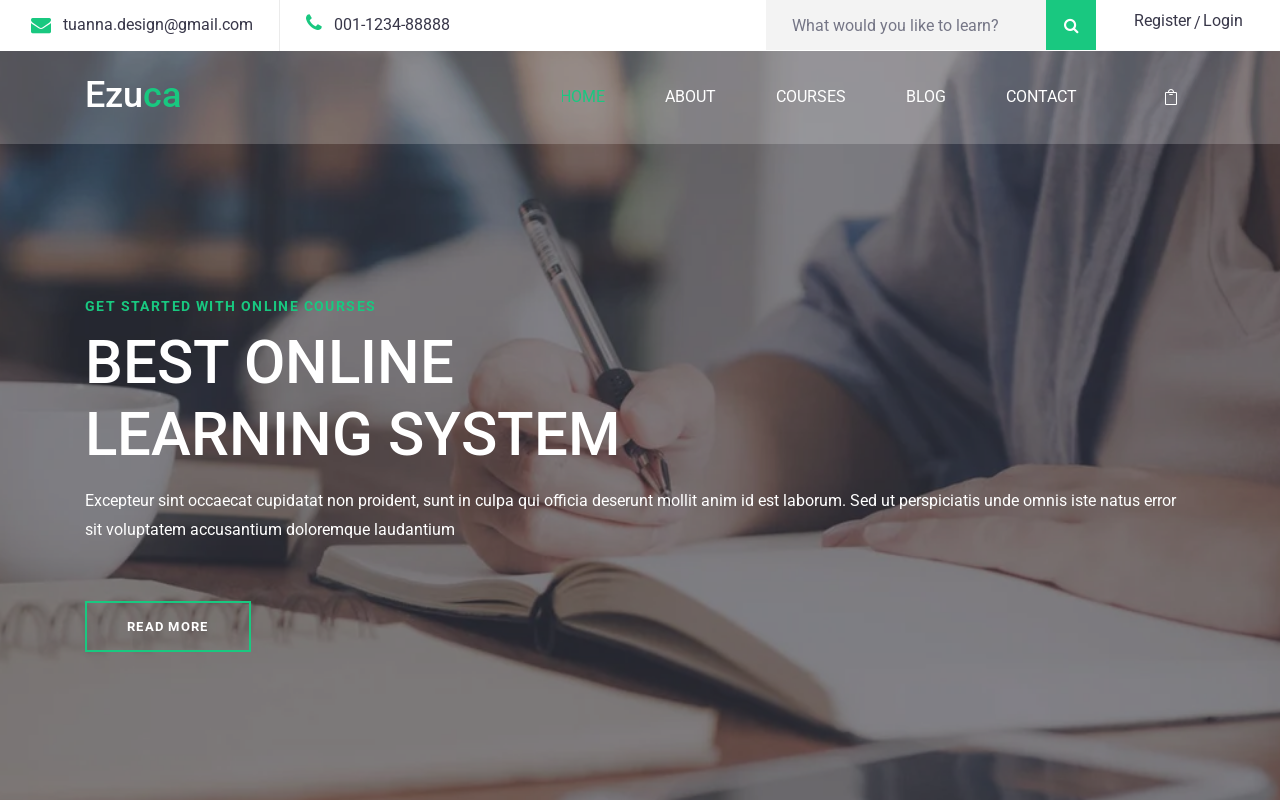 tuanna.design@gmail.com
001-1234-88888
What would you like to learn?
Register / Login
Ezuca
HOME
ABOUT
COURSES
BLOG
CONTACT
GET STARTED WITH ONLINE COURSES
BEST ONLINE
LEARNING SYSTEM
Excepteur sint occaecat cupidatat non proident, sunt in culpa qui officia deserunt mollit anim id est laborum. Sed ut perspiciatis unde omnis iste natus error
sit voluptatem accusantium doloremque laudantium
READ MORE